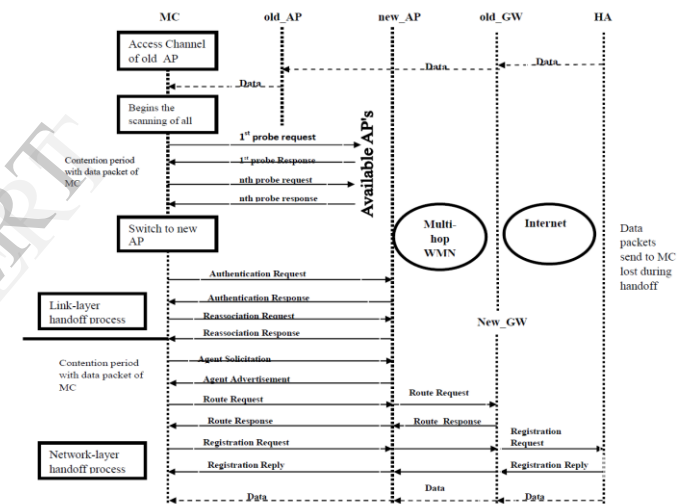 MC old_AP new_AP old_GW HA
Access Channel
of old AP
Data
Data
Data
Begins the
scanning of all
1st probe request
Contention period
with data packet of
MC
1st probe Response
nth probe request
nth probe response
Available AP's
Switch to new
AP
Multi-
hop
WMN
Internet
Data
packets
send to MC
lost during
handoff
Authentication Request
Authentication Response
Link-layer
handoff process
Reassociation Request
New_GW
Reassociation Response
Agent Solicitation
Contention period
with data packet of
MC
Agent Advertisement
Route Request
Route Request
Route Response
Route Response
Registration Request
Registration
Request
Network-layer
handoff process
Registration Reply
Registration Reply
Data
Data
Data